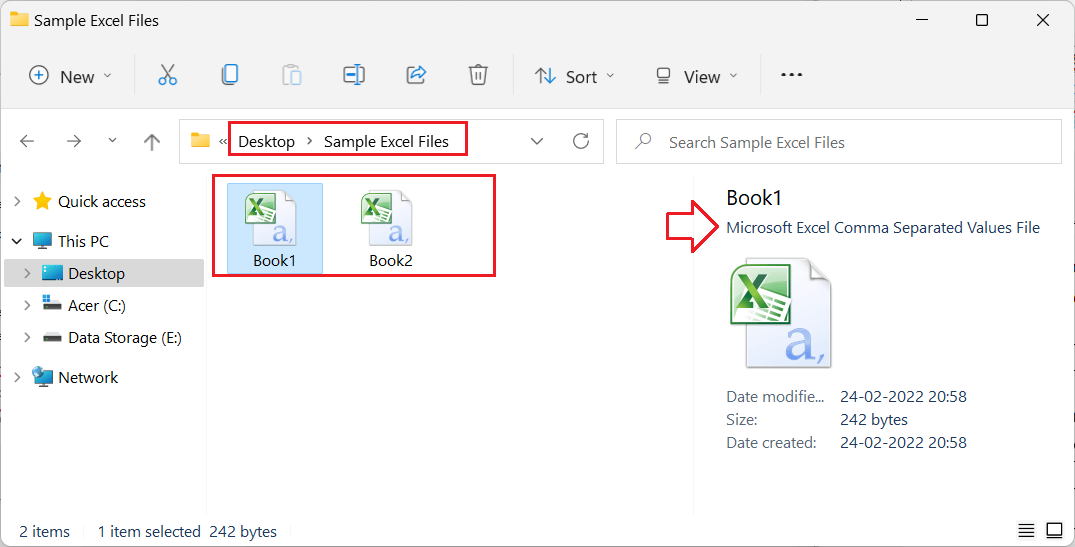 Sample Excel Files
New Sort View
« Desktop > Sample Excel Files
Search Sample Excel Files
Quick access
This PC
Desktop
Acer (C:)
Data Storage (E:)
Network
Book1 Book2
a, a,
Book1
Microsoft Excel Comma Separated Values File
a,
Date modifie... 24-02-2022 20:58
Size: 242 bytes
Date created: 24-02-2022 20:58
2 items 1 item selected 242 bytes